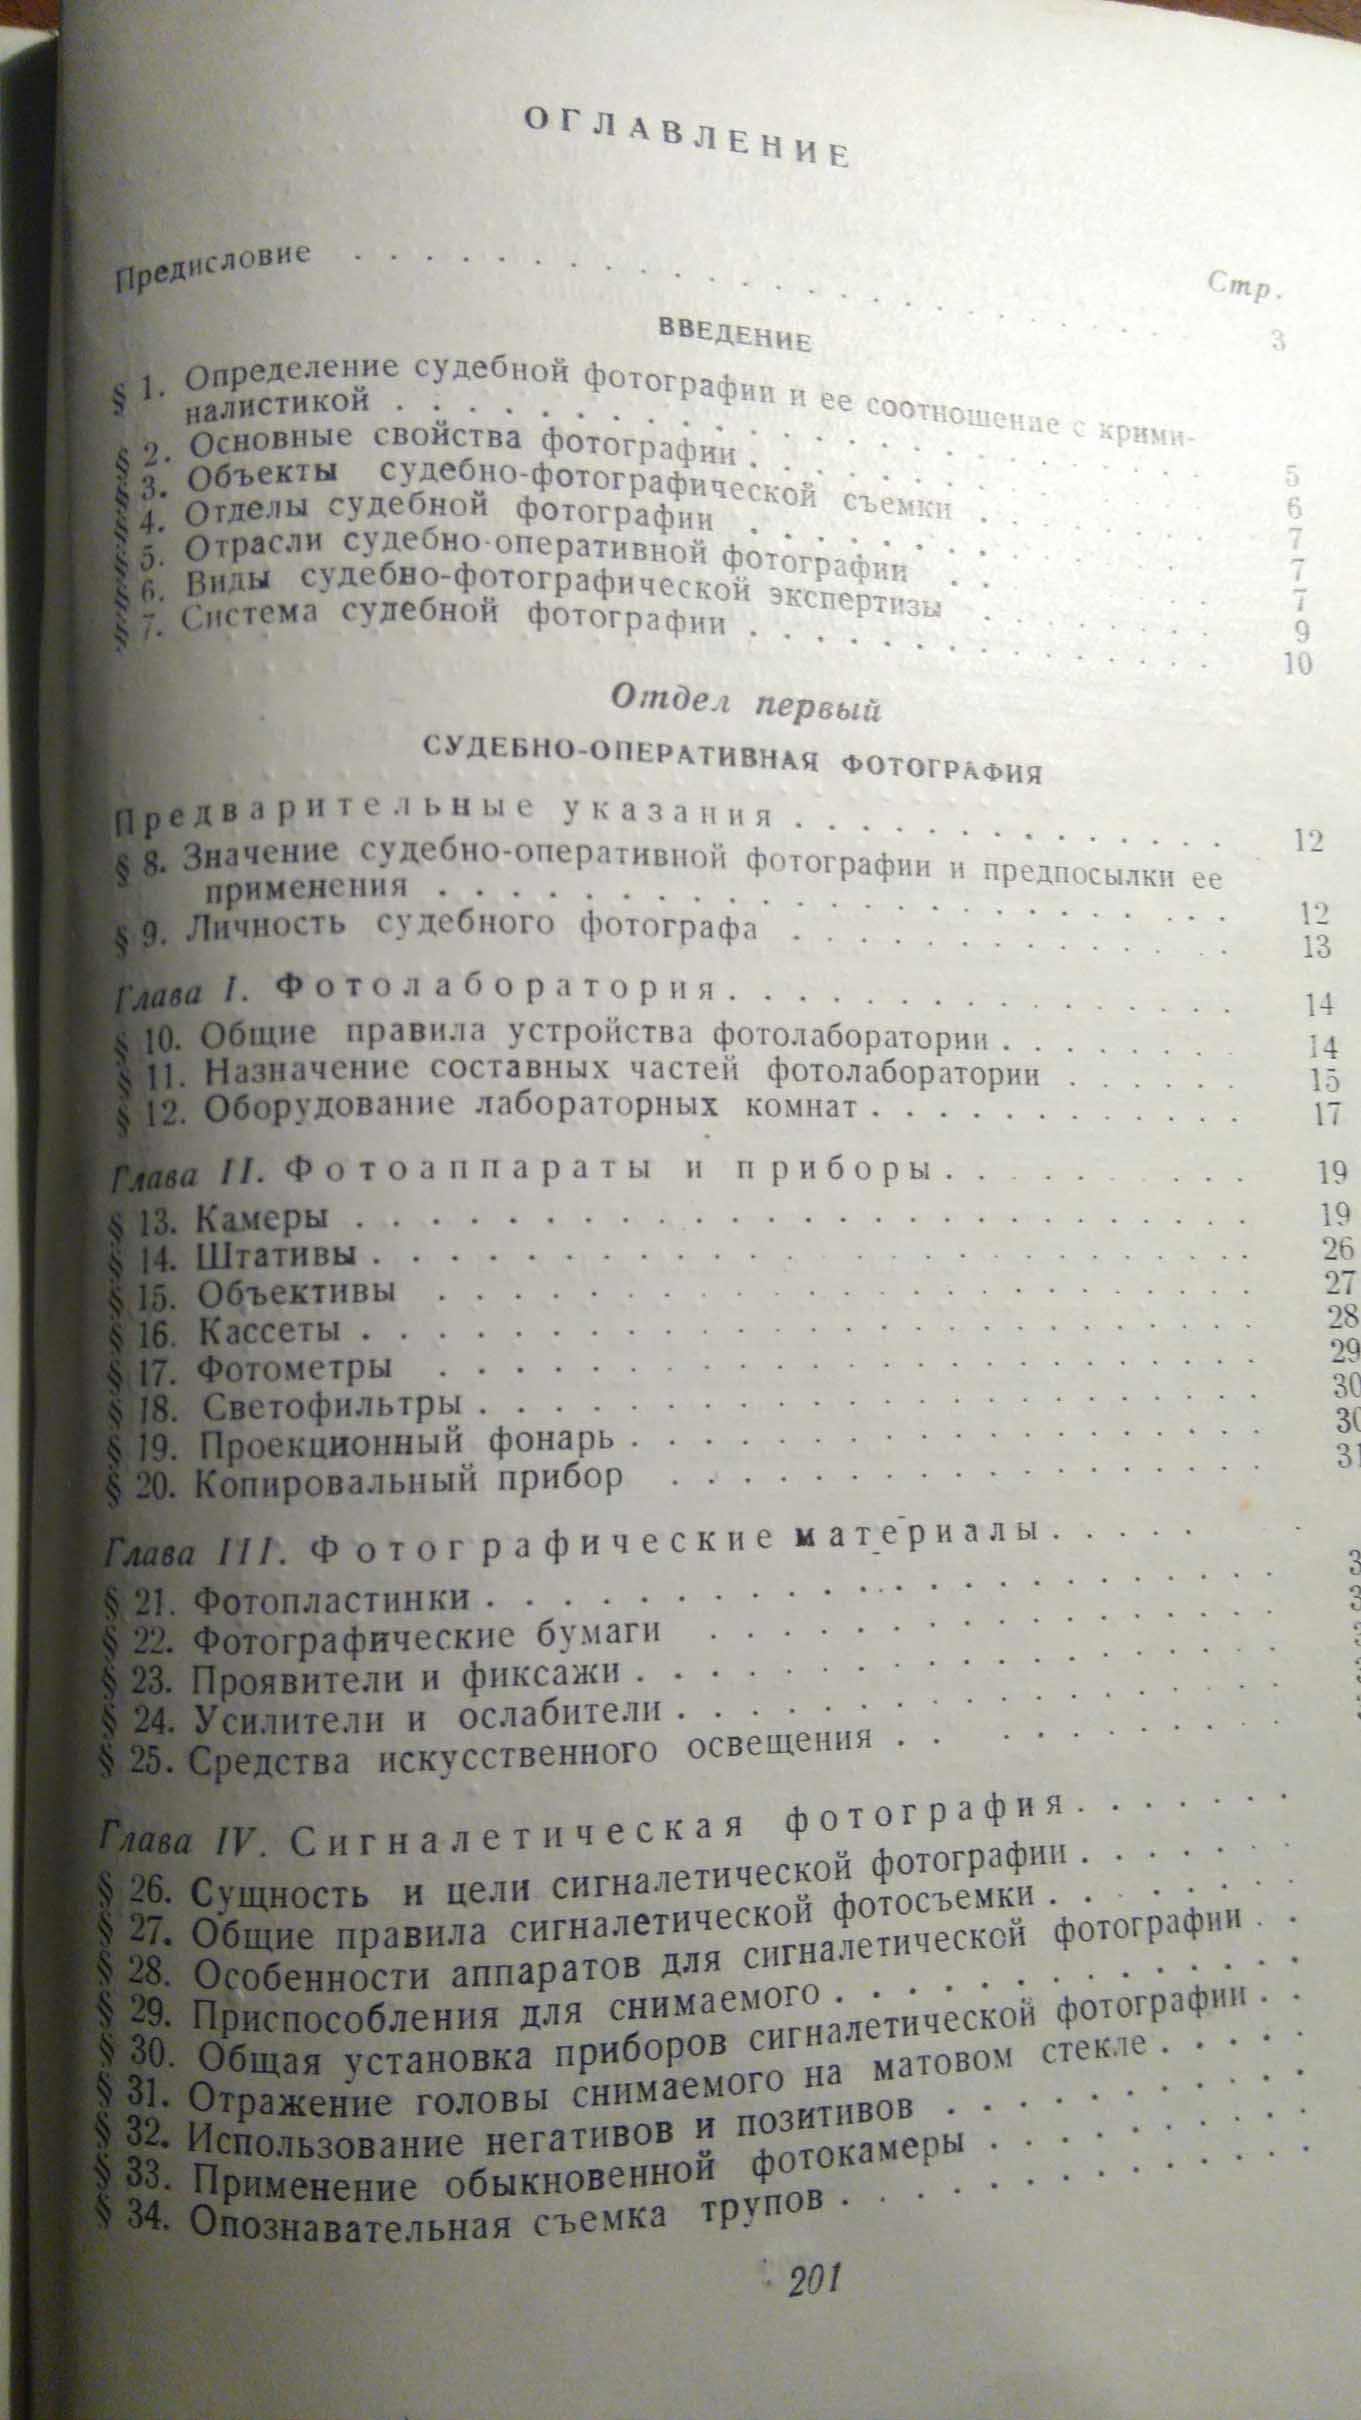 ОГЛАВЛЕНИЕ
Стр.
Предисловие . . . . . . . . . . . . . . . . . . . . 3
ВВЕДЕНИЕ
§ 1. Определение судебной фотографии и ее соотношение с крими-
налистикой . . . . . . . . . . . . . . . . . . . . 5
§ 2. Основные свойства фотографии . . . . . . . . . . . . 6
§ 3. Объекты судебно-фотографической съемки . . . . . . . 7
§ 4. Отделы судебной фотографии . . . . . . . . . . . . 7
§ 5. Отрасли судебно-оперативной фотографии . . . . . . . 7
§ 6. Виды судебно-фотографической экспертизы . . . . . . . 9
§ 7. Система судебной фотографии . . . . . . . . . . . . 10
Отдел первый
СУДЕБНО-ОПЕРАТИВНАЯ ФОТОГРАФИЯ
Предварительные указания . . . . . . . . . . . . 12
§ 8. Значение судебно-оперативной фотографии и предпосылки ее
применения . . . . . . . . . . . . . . . . . . . . 12
§ 9. Личность судебного фотографа . . . . . . . . . . . . 13
Глава I. Фотолаборатория . . . . . . . . . . . . . . 14
§ 10. Общие правила устройства фотолаборатории . . . . . . . 14
§ 11. Назначение составных частей фотолаборатории . . . . . . 15
§ 12. Оборудование лабораторных комнат . . . . . . . . . . 17
Глава II. Фотоаппараты и приборы . . . . . . . . . 19
§ 13. Камеры . . . . . . . . . . . . . . . . . . . . 19
§ 14. Штативы . . . . . . . . . . . . . . . . . . . . 26
§ 15. Объективы . . . . . . . . . . . . . . . . . . . 27
§ 16. Кассеты . . . . . . . . . . . . . . . . . . . . 28
§ 17. Фотометры . . . . . . . . . . . . . . . . . . . 29
§ 18. Светофильтры . . . . . . . . . . . . . . . . . . 30
§ 19. Проекционный фонарь . . . . . . . . . . . . . . . 30
§ 20. Копировальный прибор . . . . . . . . . . . . . . . 31
Глава III. Фотографические материалы . . . . .
§ 21. Фотопластинки . . . . . . . . . . . . . . . . . .
§ 22. Фотографические бумаги . . . . . . . . . . . . . .
§ 23. Проявители и фиксажи . . . . . . . . . . . . . . .
§ 24. Усилители и ослабители . . . . . . . . . . . . . .
§ 25. Средства искусственного освещения . . . . . . . . . .
Глава IV. Сигналетическая фотография . . . . . . .
§ 26. Сущность и цели сигналетической фотографии . . . . . .
§ 27. Общие правила сигналетической фотосъемки . . . . . . .
§ 28. Особенности аппаратов для сигналетической фотографии . .
§ 29. Приспособления для снимаемого . . . . . . . . . . . .
§ 30. Общая установка приборов сигналетической фотографии . .
§ 31. Отражение головы снимаемого на матовом стекле . . . . .
§ 32. Использование негативов и позитивов . . . . . . . . . .
§ 33. Применение обыкновенной фотокамеры . . . . . . . . .
§ 34. Опознавательная съемка трупов . . . . . . . . . . . .
201